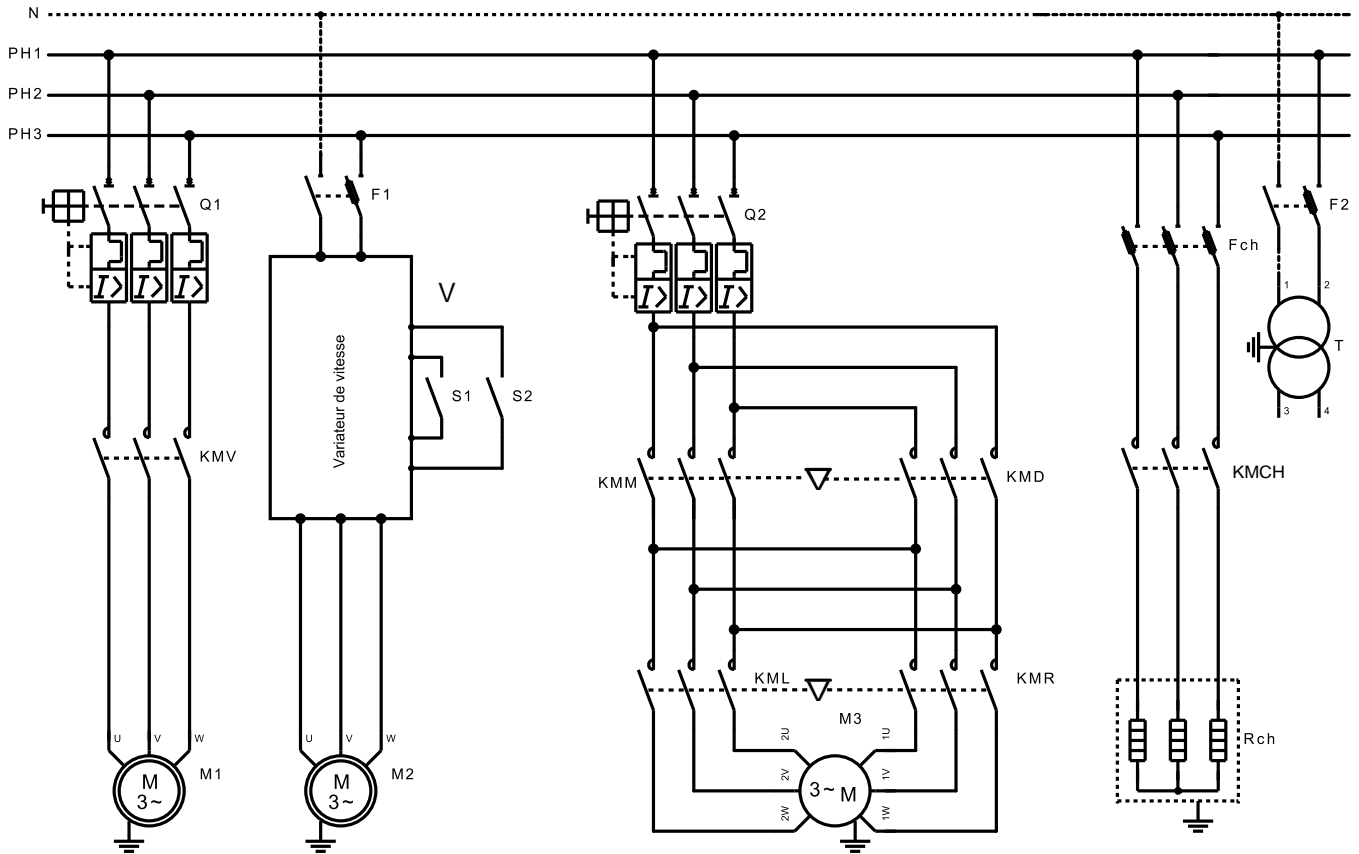 N
PH1
PH2
PH3
Q1
F1
Q2
F2
Fch
I> I> I>
I> I> I>
V
1 2
T
3 4
Variateur de vitesse
S1 S2
KMV
KMM
KMD
KMCH
KML
KMR
M3
U V W
U V W
2U 1U
2V 1V
2W 1W
Rch
M
3~
M1
M
3~
M2
3~ M